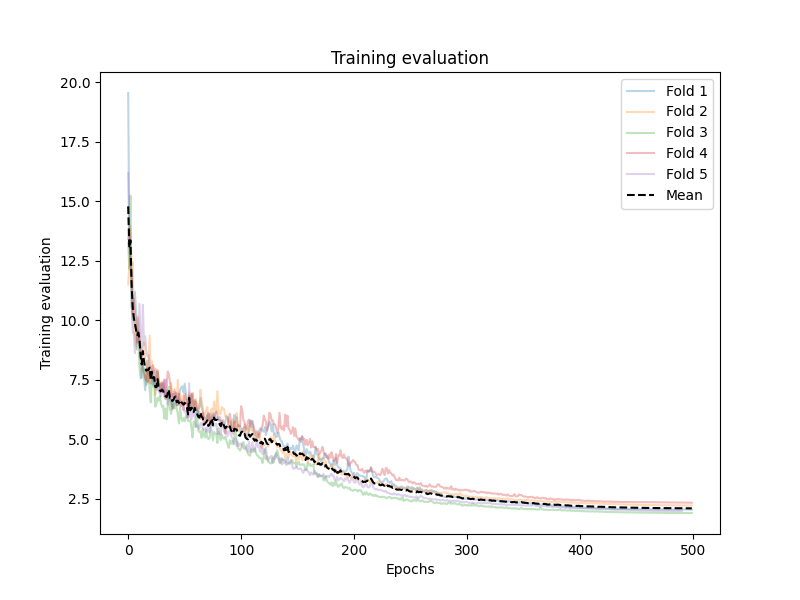 Training evaluation
20.0
17.5
15.0
12.5
10.0
7.5
5.0
2.5
Training evaluation
0
100
200
300
400
500
Epochs
Fold 1
Fold 2
Fold 3
Fold 4
Fold 5
Mean